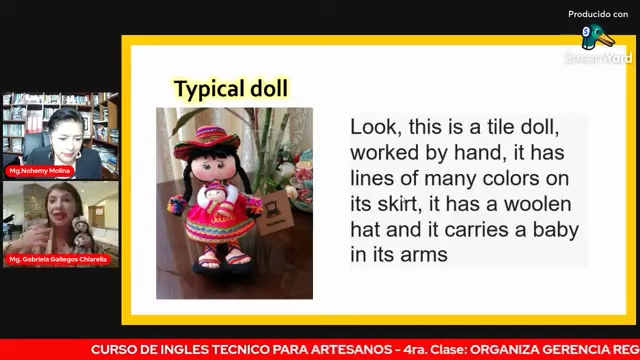 Producido con
StreamYard
Typical doll
Look, this is a tile doll,
worked by hand, it has
lines of many colors on
its skirt, it has a woolen
hat and it carries a baby
in its arms
Mg.Nohemy Molina
Mg. Gabriela Gallegos Chiarella
CURSO DE INGLES TECNICO PARA ARTESANOS - 4ra. Clase: ORGANIZA GERENCIA REG